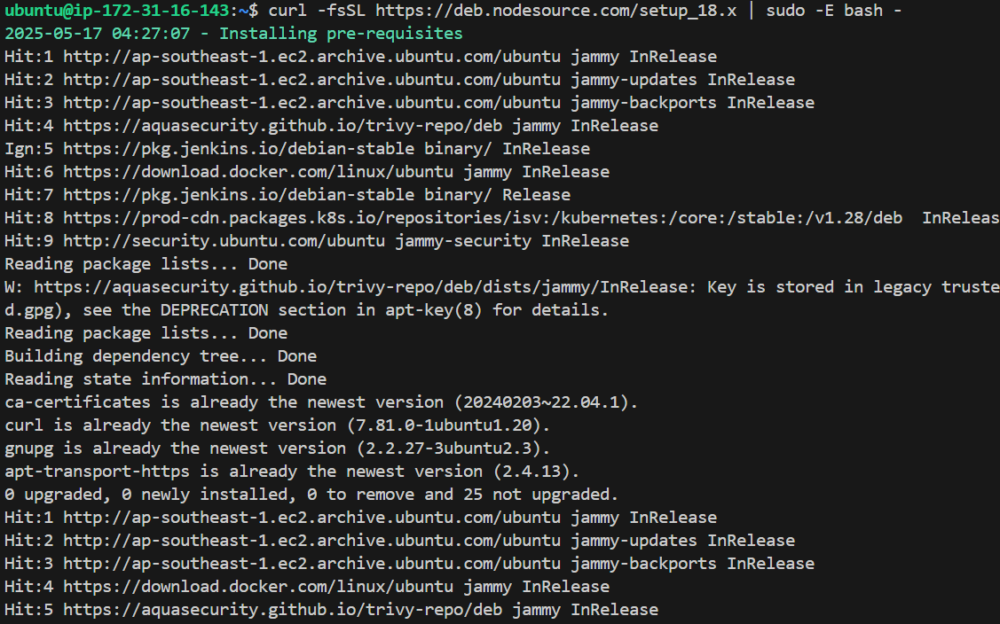 ubuntu@ip-172-31-16-143:~$ curl -fsSL https://deb.nodesource.com/setup_18.x | sudo -E bash -
2025-05-17 04:27:07 - Installing pre-requisites
Hit:1 http://ap-southeast-1.ec2.archive.ubuntu.com/ubuntu jammy InRelease
Hit:2 http://ap-southeast-1.ec2.archive.ubuntu.com/ubuntu jammy-updates InRelease
Hit:3 http://ap-southeast-1.ec2.archive.ubuntu.com/ubuntu jammy-backports InRelease
Hit:4 https://aquasecurity.github.io/trivy-repo/deb jammy InRelease
Ign:5 https://pkg.jenkins.io/debian-stable binary/ InRelease
Hit:6 https://download.docker.com/linux/ubuntu jammy InRelease
Hit:7 https://pkg.jenkins.io/debian-stable binary/ Release
Hit:8 https://prod-cdn.packages.k8s.io/repositories/isv:/kubernetes:/core:/stable:/v1.28/deb  InReleas
Hit:9 http://security.ubuntu.com/ubuntu jammy-security InRelease
Reading package lists... Done
W: https://aquasecurity.github.io/trivy-repo/deb/dists/jammy/InRelease: Key is stored in legacy truste
d.gpg), see the DEPRECATION section in apt-key(8) for details.
Reading package lists... Done
Building dependency tree... Done
Reading state information... Done
ca-certificates is already the newest version (20240203~22.04.1).
curl is already the newest version (7.81.0-1ubuntu1.20).
gnupg is already the newest version (2.2.27-3ubuntu2.3).
apt-transport-https is already the newest version (2.4.13).
0 upgraded, 0 newly installed, 0 to remove and 25 not upgraded.
Hit:1 http://ap-southeast-1.ec2.archive.ubuntu.com/ubuntu jammy InRelease
Hit:2 http://ap-southeast-1.ec2.archive.ubuntu.com/ubuntu jammy-updates InRelease
Hit:3 http://ap-southeast-1.ec2.archive.ubuntu.com/ubuntu jammy-backports InRelease
Hit:4 https://download.docker.com/linux/ubuntu jammy InRelease
Hit:5 https://aquasecurity.github.io/trivy-repo/deb jammy InRelease